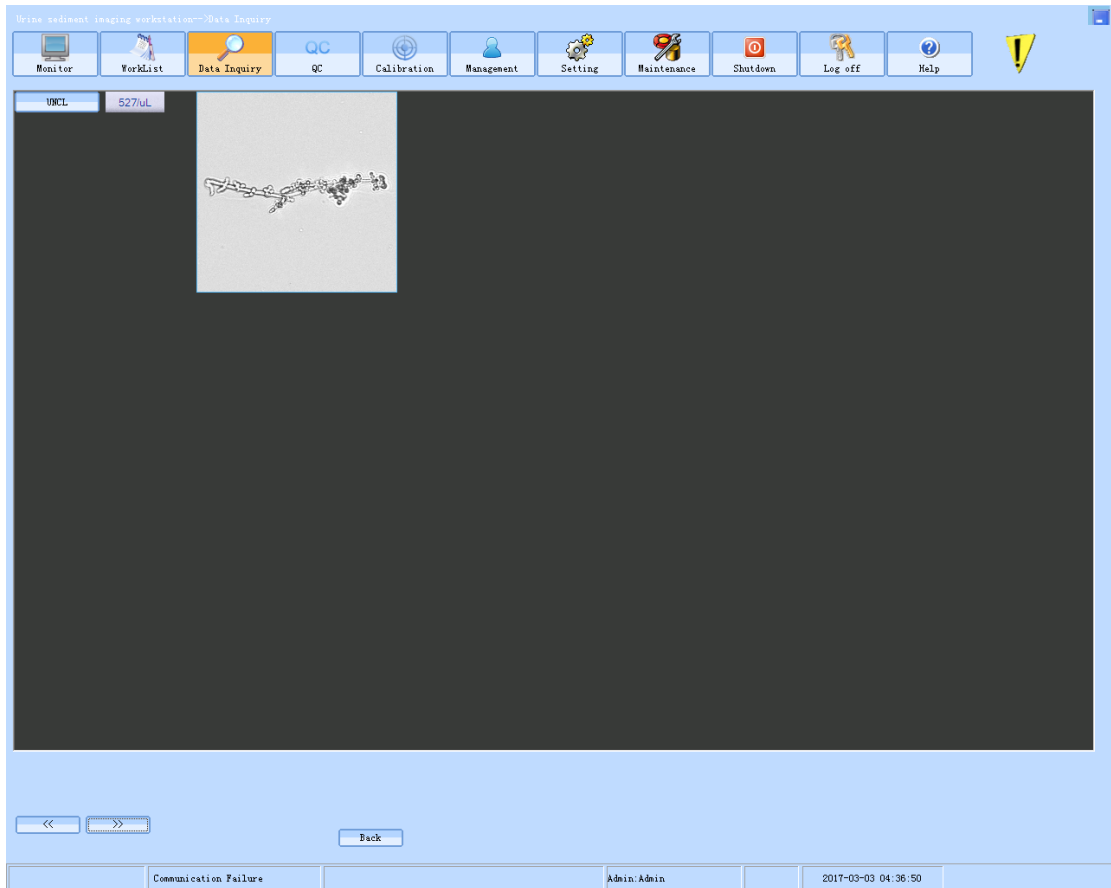 Urine sediment imaging workstation-->Data Inquiry
Monitor
WorkList
Data Inquiry
QC
QC
Calibration
Management
Setting
Maintenance
Shutdown
Log off
?
Help
!
UNCL
527/uL
<<
>>
Back
Communication Failure
Admin:Admin
2017-03-03 04:36:50